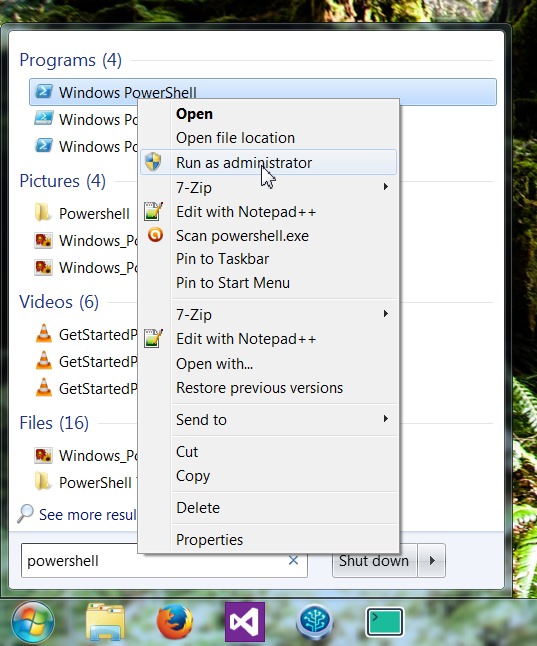 Programs (4)
Windows PowerShell
Windows Po
Windows Po
Pictures (4)
Powershell
Windows_Po
Windows_Po
Videos (6)
GetStartedP
GetStartedP
GetStartedP
Files (16)
Windows_Po
PowerShell
See more resul
powershell
Shut down
Open
Open file location
Run as administrator
7-Zip
Edit with Notepad++
Scan powershell.exe
Pin to Taskbar
Pin to Start Menu
7-Zip
Edit with Notepad++
Open with...
Restore previous versions
Send to
Cut
Copy
Delete
Properties